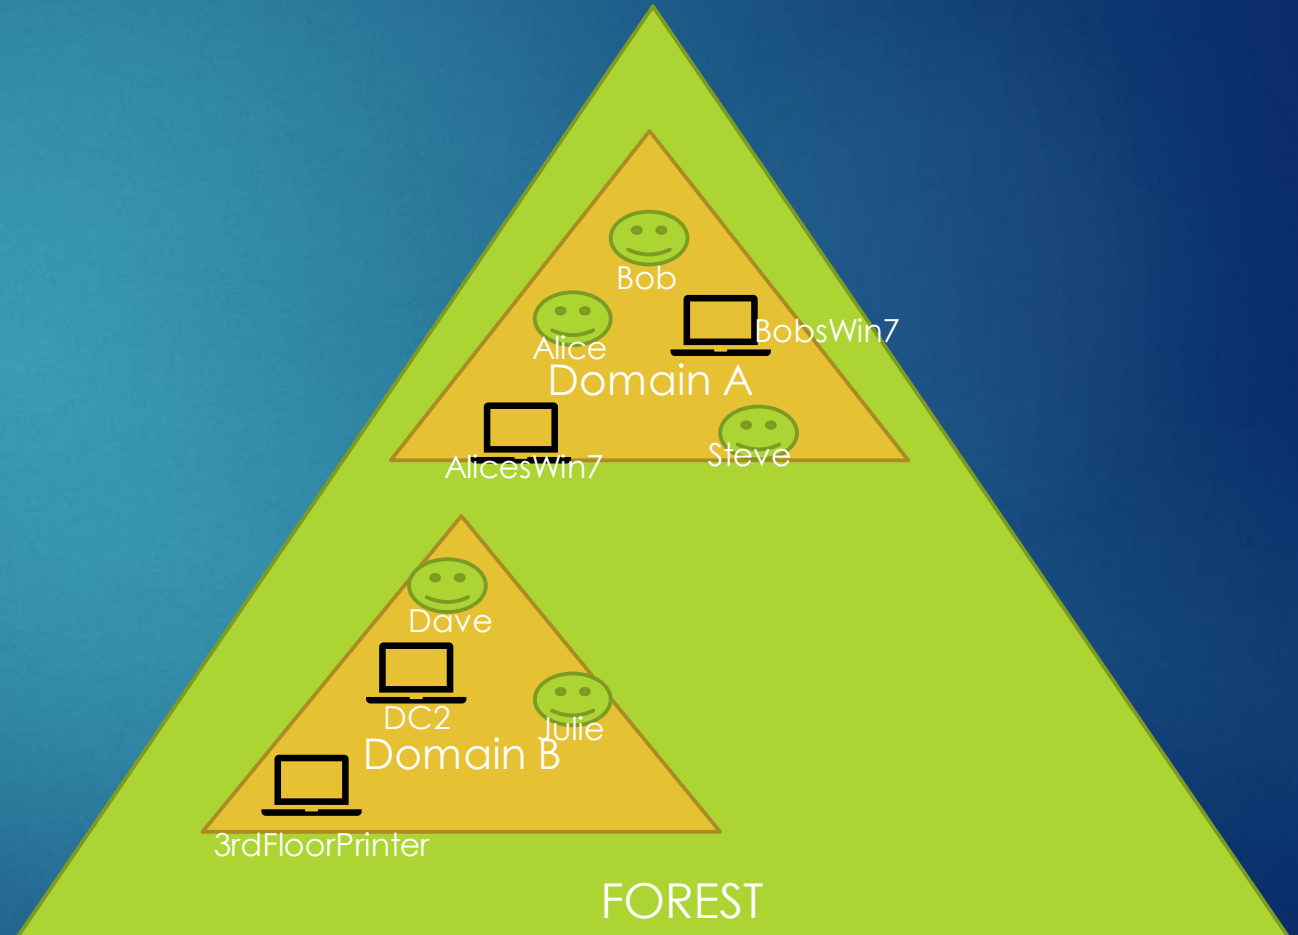 Bob
BobsWin7
Alice
Domain A
Steve
AlicesWin7
Dave
DC2
Julie
Domain B
3rdFloorPrinter
FOREST